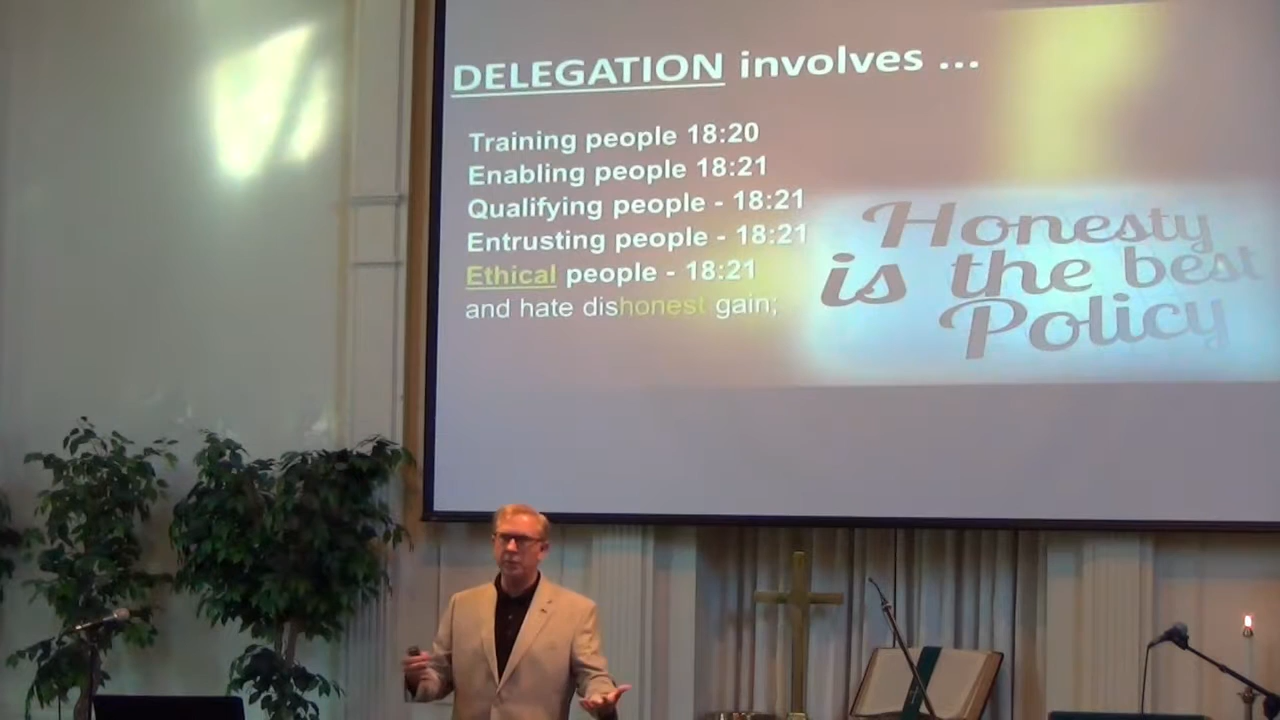 DELEGATION involves ...
Training people 18:20
Enabling people 18:21
Qualifying people - 18:21
Entrusting people - 18:21
Ethical people - 18:21
and hate dishonest gain;
Honesty
is the best
Policy